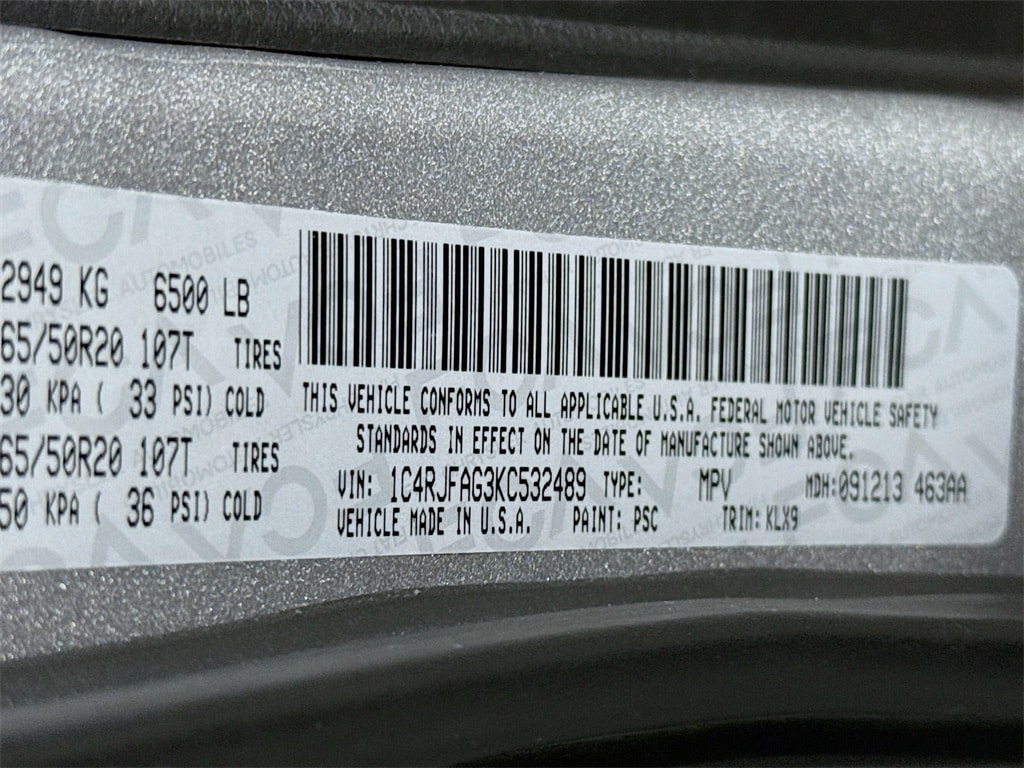 2949 KG 6500 LB
65/50R20 107T TIRES
30 KPA ( 33 PSI) COLD
65/50R20 107T TIRES
50 KPA ( 36 PSI) COLD
THIS VEHICLE CONFORMS TO ALL APPLICABLE U.S.A. FEDERAL MOTOR VEHICLE SAFETY
STANDARDS IN EFFECT ON THE DATE OF MANUFACTURE SHOWN ABOVE.
VIN: 1C4RJFAG3KC532489 TYPE: MPV MDH:091213 463AA
VEHICLE MADE IN U.S.A. PAINT: PSC TRIM: KLX9